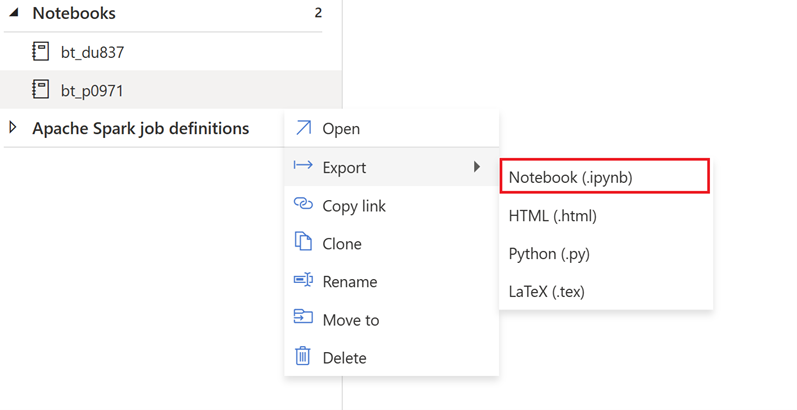 Notebooks 2
bt_du837
bt_p0971
Apache Spark job definitions
Open
Export
Copy link
Clone
Rename
Move to
Delete
Notebook (.ipynb)
HTML (.html)
Python (.py)
LaTeX (.tex)